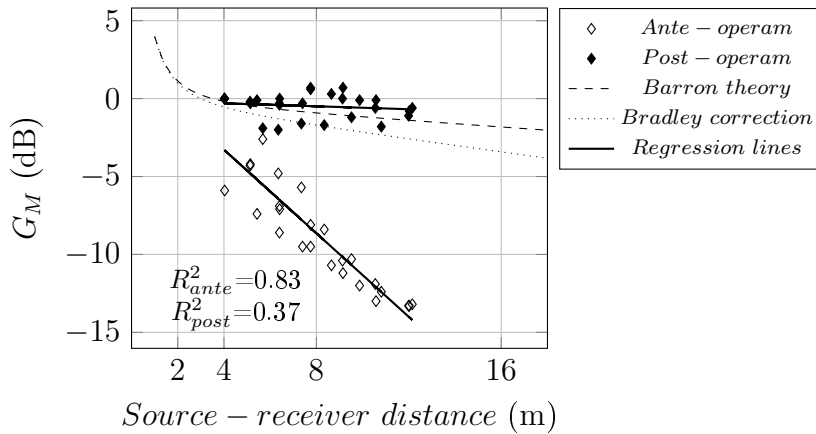 5
0
−5
−10
−15
G_M (dB)
2 4 8 16
Source − receiver distance (m)
R²_ante=0.83
R²_post=0.37
Ante − operam
Post − operam
Barron theory
Bradley correction
Regression lines